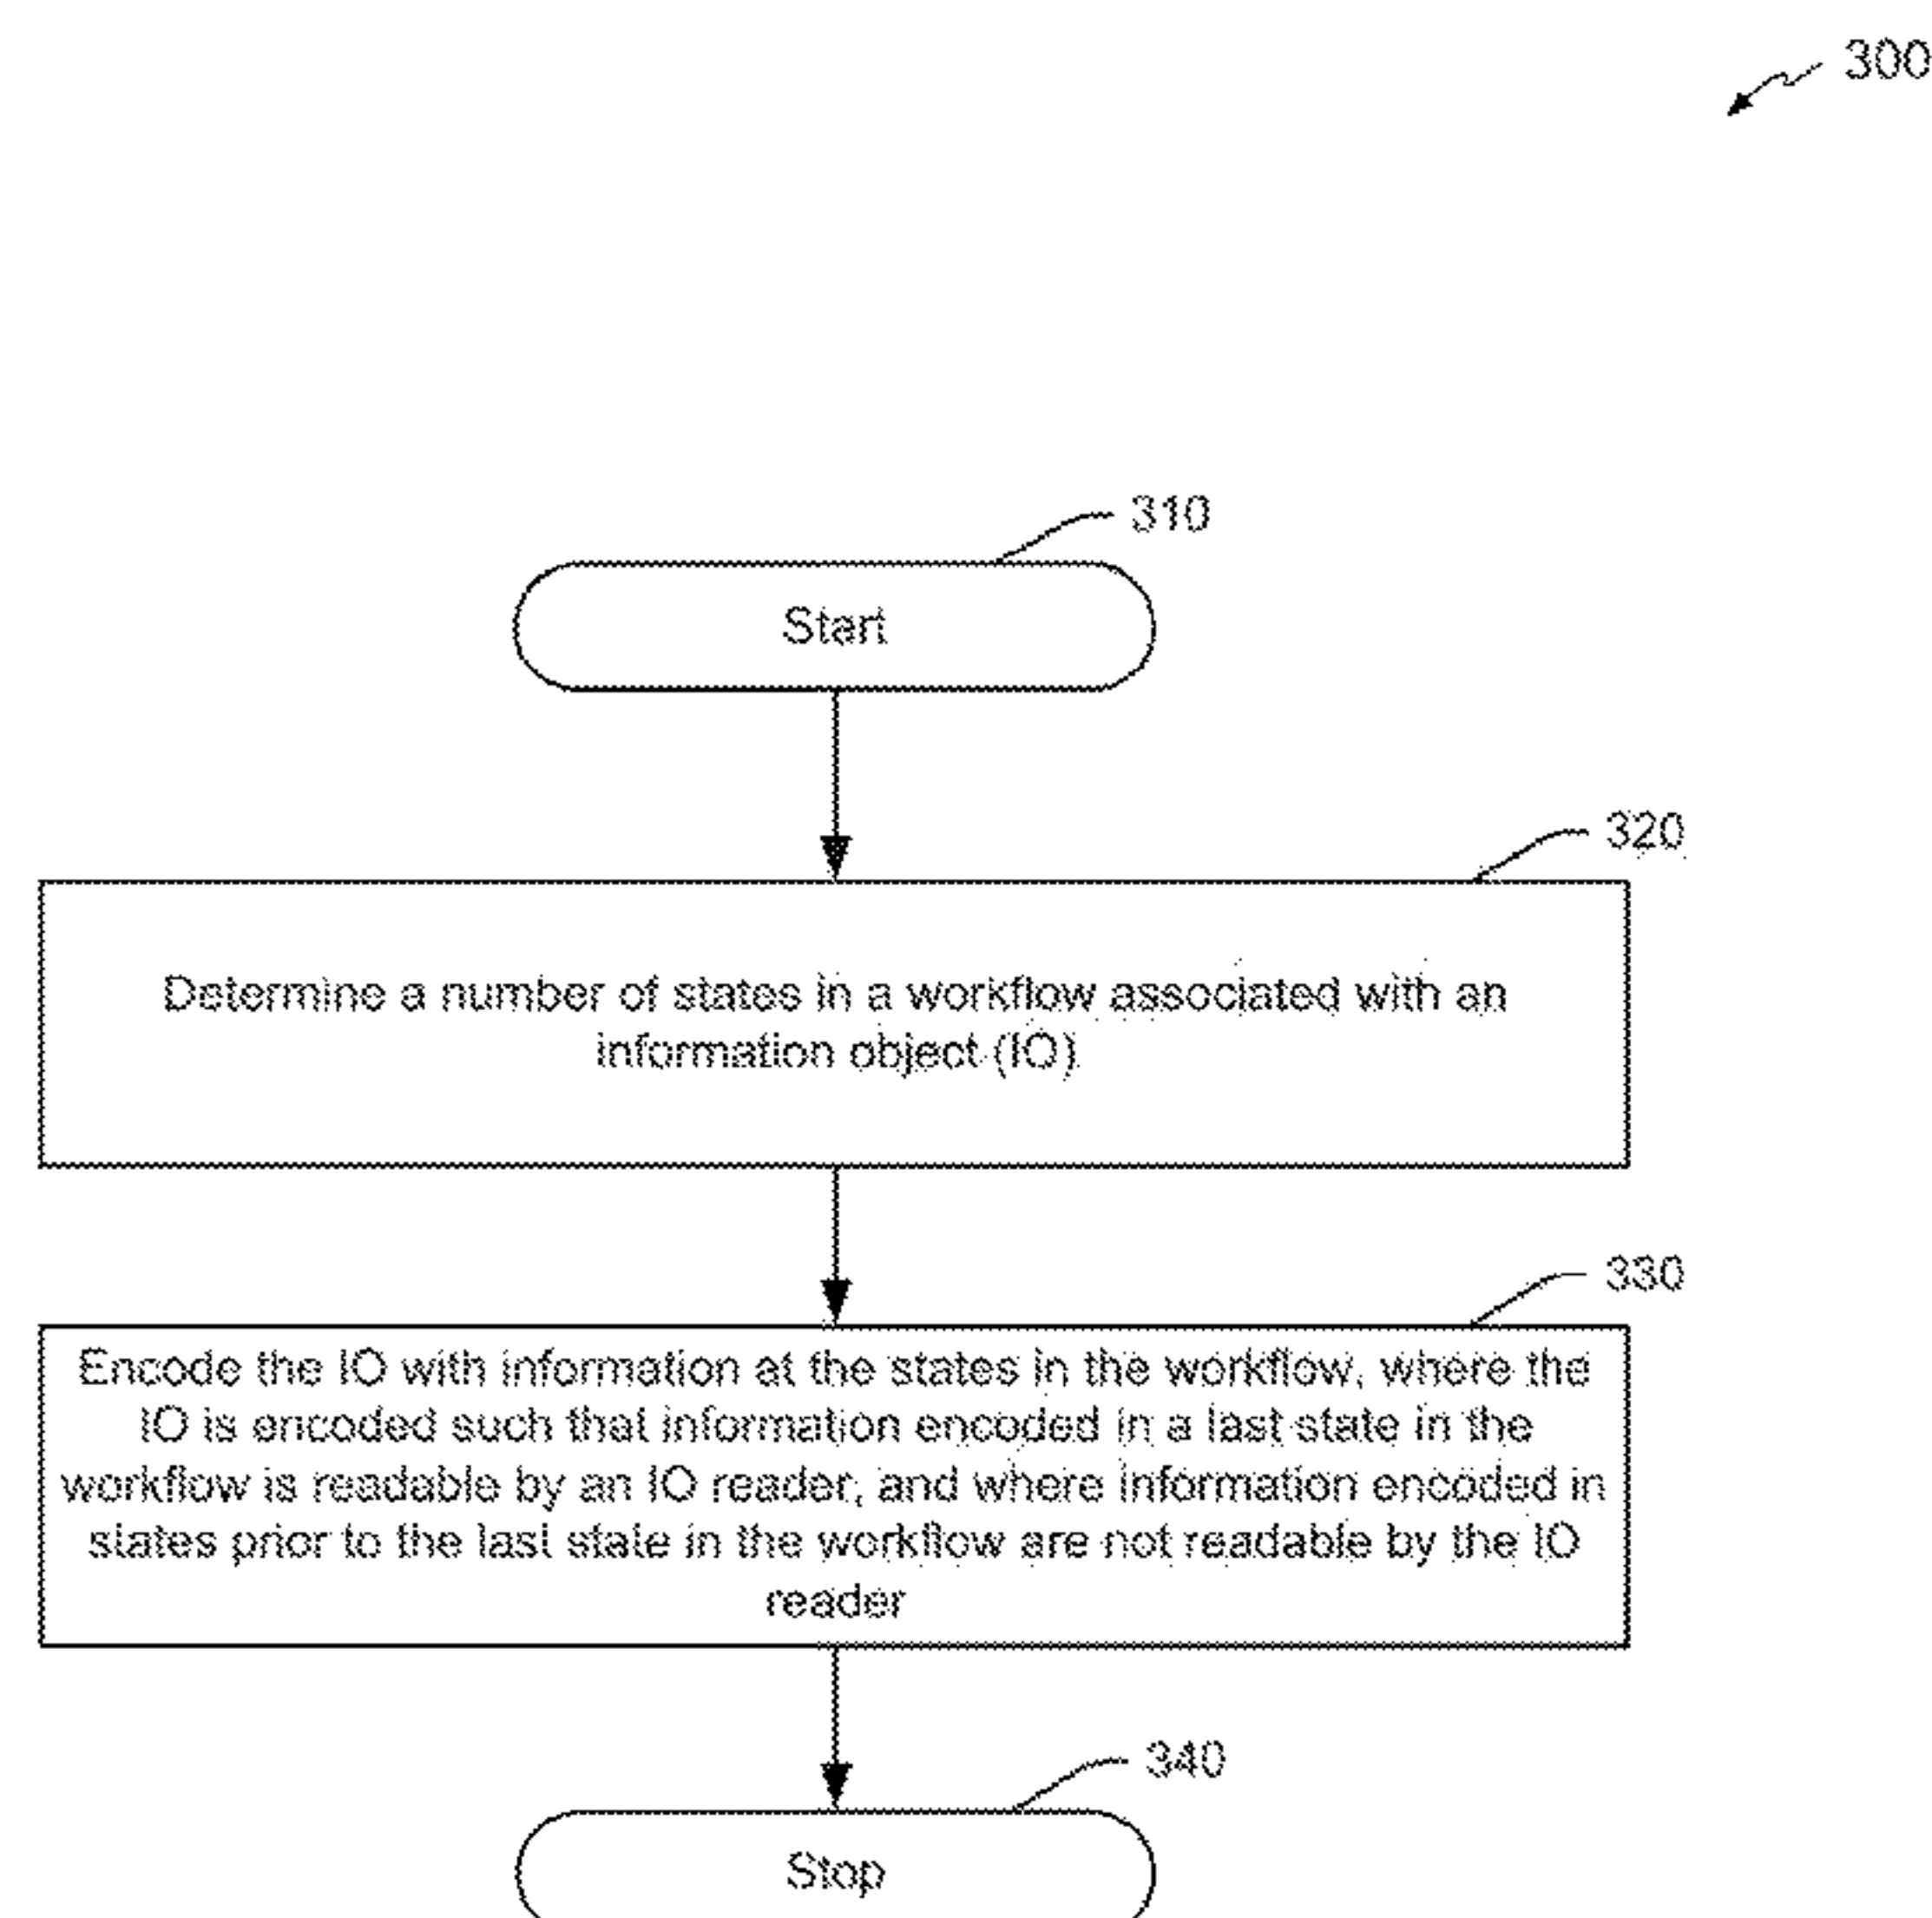 300
310
Start
320
Determine a number of states in a workflow associated with an
information object (IO)
330
Encode the IO with information at the states in the workflow, where the
IO is encoded such that information encoded in a last state in the
workflow is readable by an IO reader, and where information encoded in
states prior to the last state in the workflow are not readable by the IO
reader
340
Stop